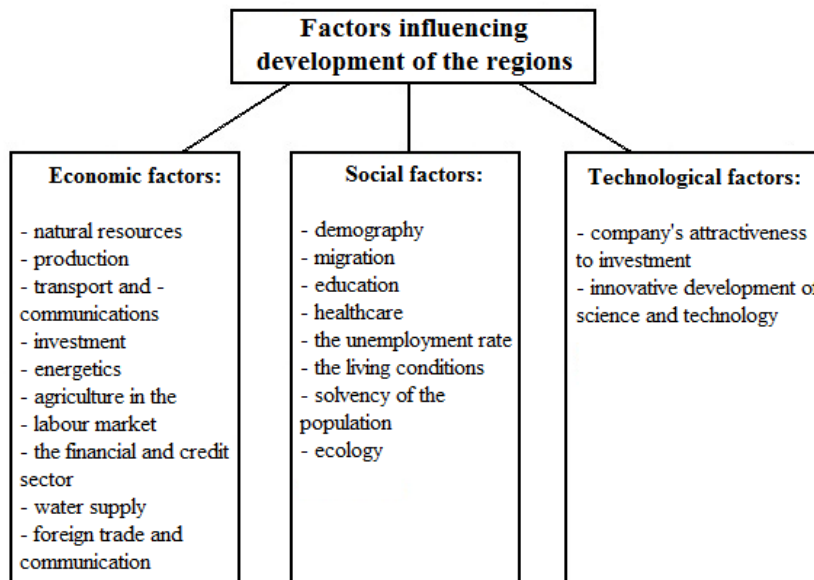 Factors influencing
development of the regions
Economic factors:
- natural resources
- production
- transport and -
communications
- investment
- energetics
- agriculture in the
- labour market
- the financial and credit
sector
- water supply
- foreign trade and
communication
Social factors:
- demography
- migration
- education
- healthcare
- the unemployment rate
- the living conditions
- solvency of the
population
- ecology
Technological factors:
- company's attractiveness
to investment
- innovative development of
science and technology